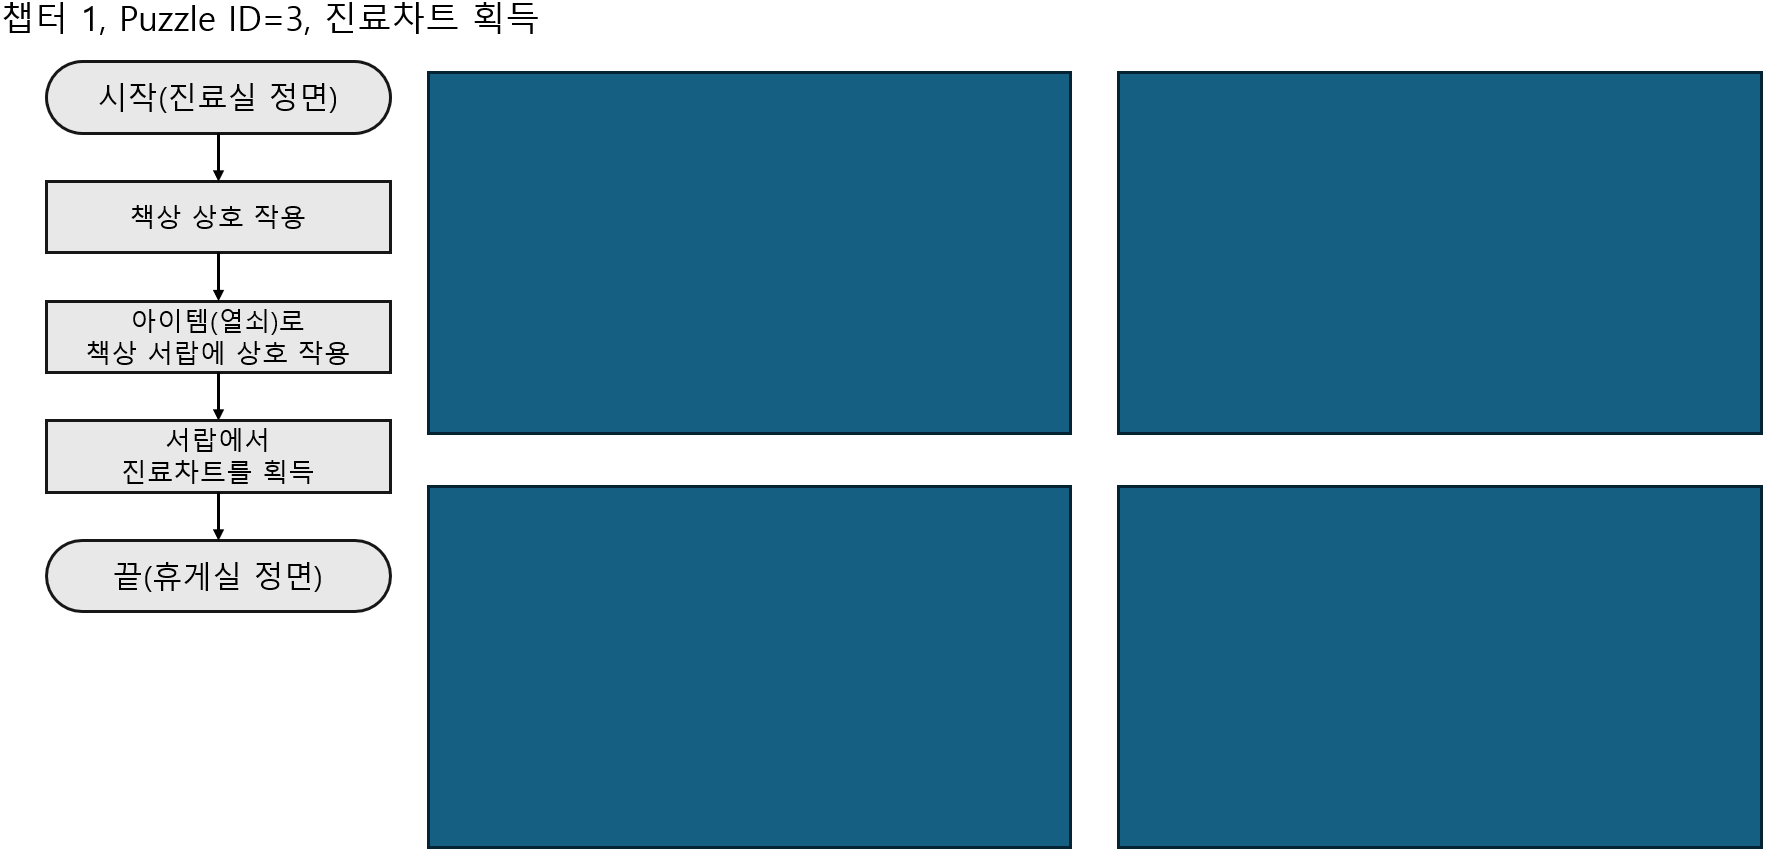 챕터 1, Puzzle ID=3, 진료차트 획득
시작(진료실 정면)
책상 상호 작용
아이템(열쇠)로
책상 서랍에 상호 작용
서랍에서
진료차트를 획득
끝(휴게실 정면)